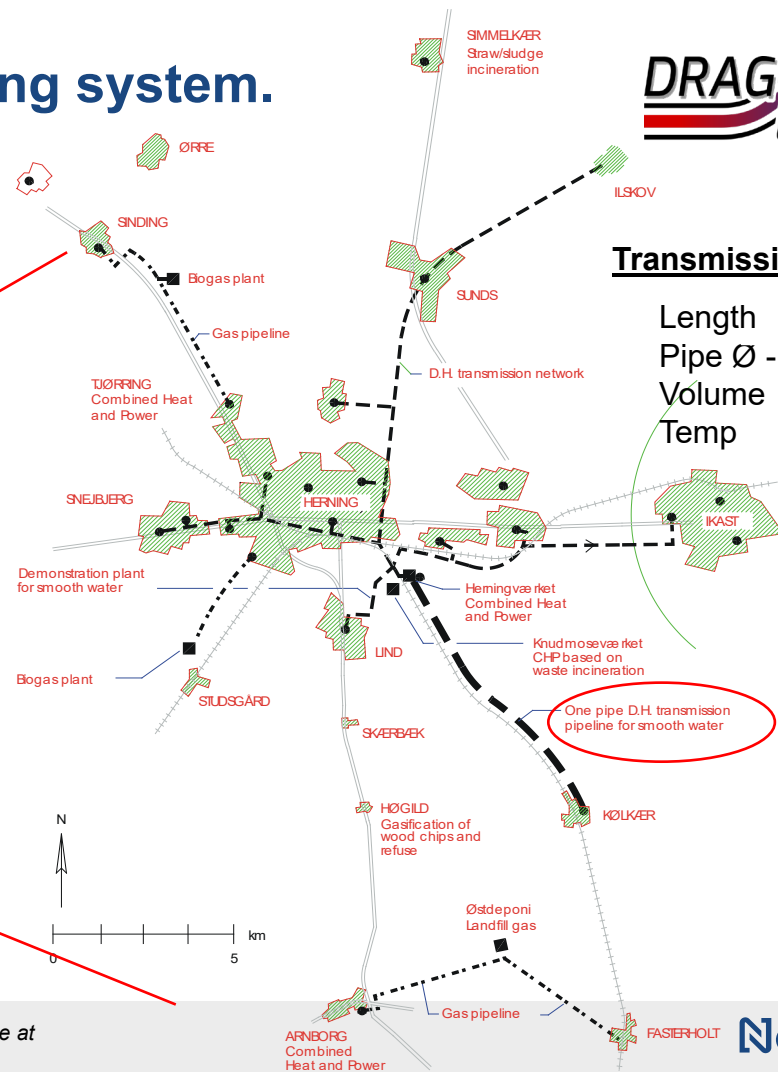 ng system.
SIMMELKÆR
Straw/sludge
incineration
DRAG
ØRRE
ILSKOV
SINDING
Biogas plant
SUNDS
Transmissi
Gas pipeline
Length
Pipe Ø -
Volume
Temp
D.H. transmission network
TJØRRING
Combined Heat
and Power
SNEJBJERG
HERNING
IKAST
Demonstration plant
for smooth water
Herningværket
Combined Heat
and Power
Knudmoseværket
CHP based on
waste incineration
LIND
Biogas plant
STUDSGÅRD
One pipe D.H. transmission
pipeline for smooth water
SKÆRBÆK
HØGILD
Gasification of
wood chips and
refuse
KØLKÆR
N
Østdeponi
Landfill gas
km
0
5
Gas pipeline
ARNBORG
Combined
Heat and Power
FASTERHOLT
e at